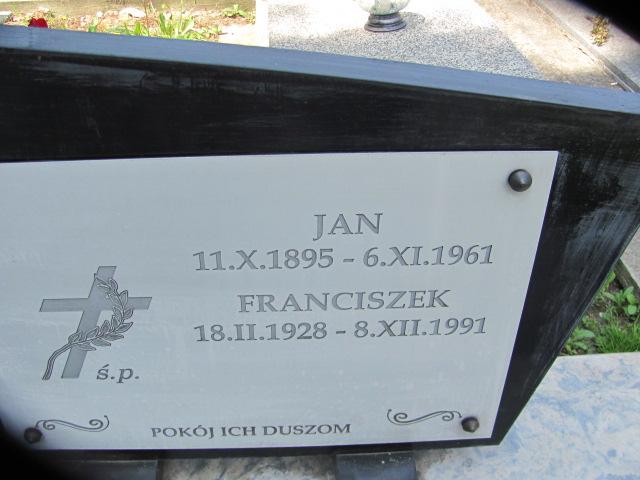 JAN
11.X.1895 - 6.XI.1961
FRANCISZEK
18.II.1928 - 8.XII.1991
ś.p.
POKÓJ ICH DUSZOM